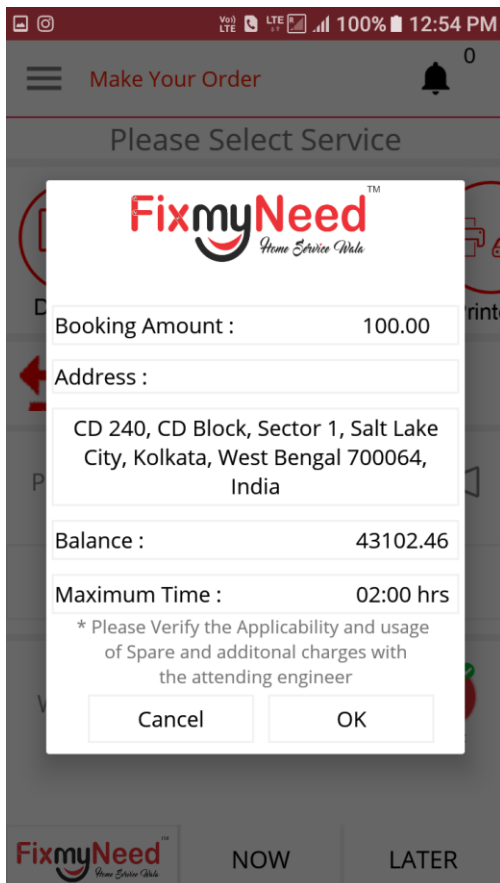 Vo)) LTE LTE 100% 12:54 PM
Make Your Order 0
Please Select Service
FixmyNeed TM
Home Service Wala
Booking Amount : 100.00
Address :
CD 240, CD Block, Sector 1, Salt Lake
City, Kolkata, West Bengal 700064,
India
Balance : 43102.46
Maximum Time : 02:00 hrs
* Please Verify the Applicability and usage
of Spare and additonal charges with
the attending engineer
Cancel OK
FixmyNeed TM
Home Service Wala
NOW LATER